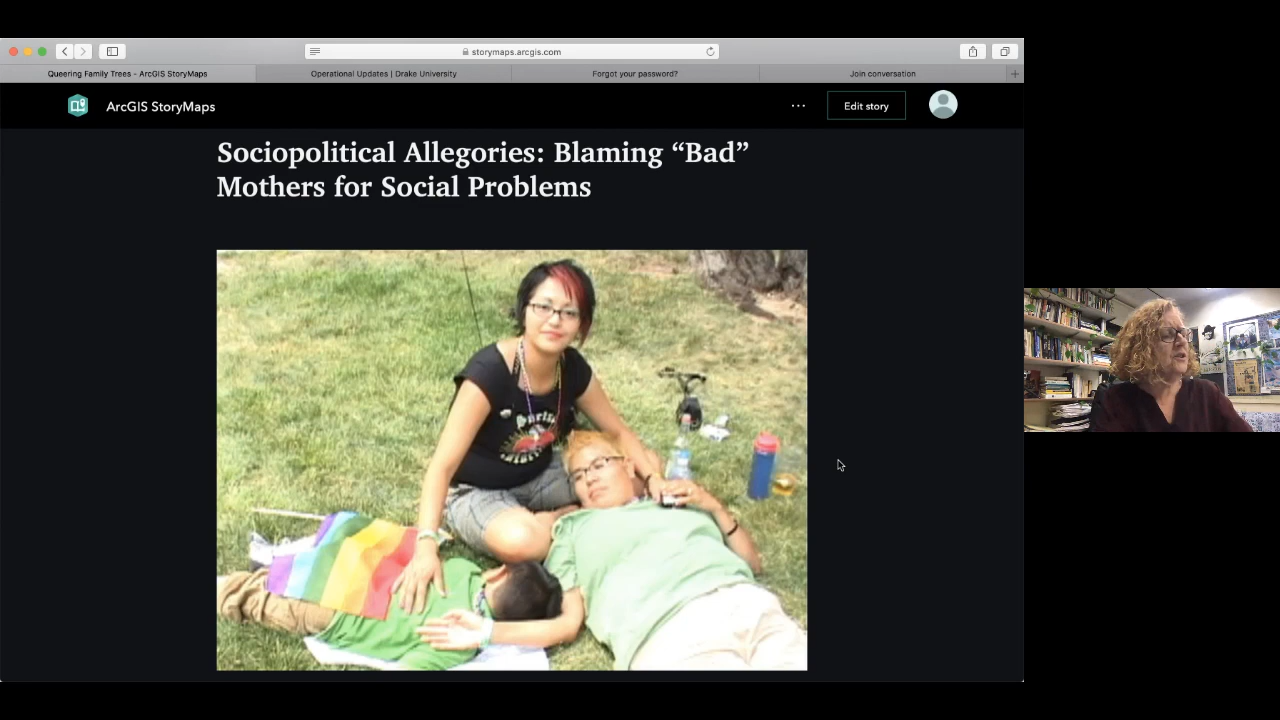 storymaps.arcgis.com
Queering Family Trees - ArcGIS StoryMaps
Operational Updates | Drake University
Forgot your password?
Join conversation
ArcGIS StoryMaps
Edit story
Sociopolitical Allegories: Blaming “Bad”
Mothers for Social Problems